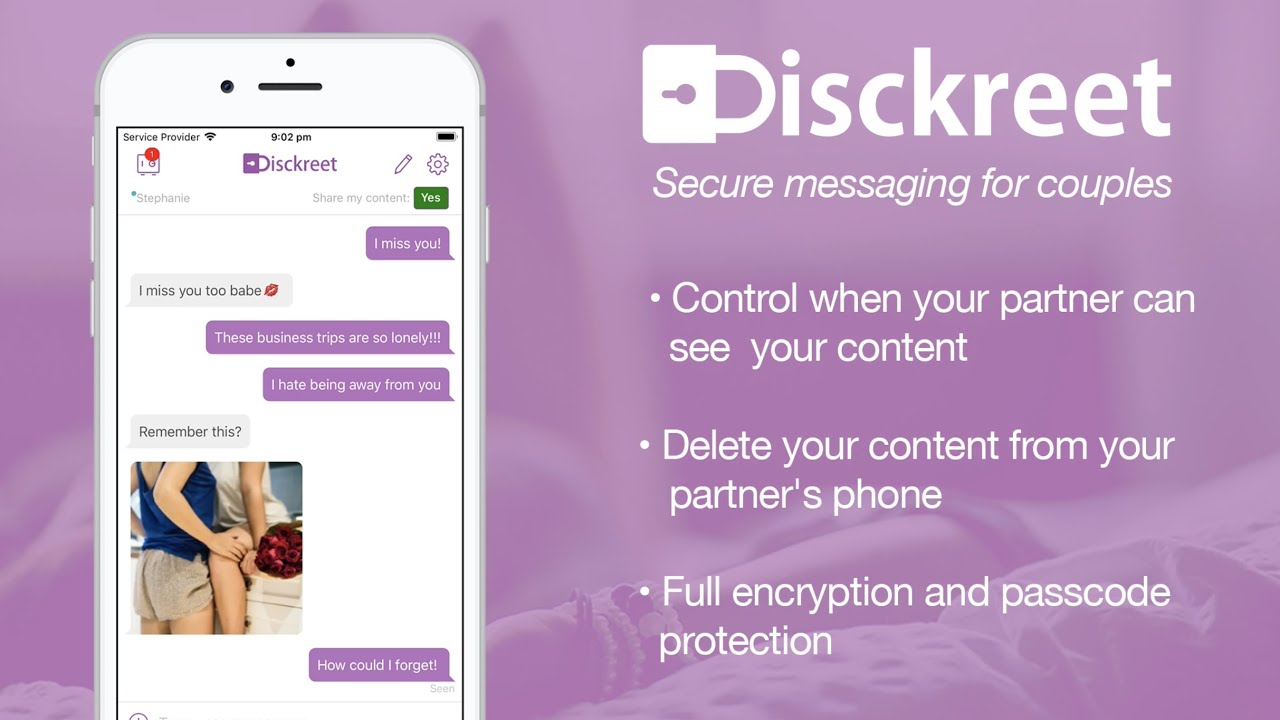 Service Provider
9:02 pm
1
Disckreet
Stephanie
Share my content: Yes
I miss you!
I miss you too babe💋
These business trips are so lonely!!!
I hate being away from you
Remember this?
How could I forget!
Seen
Disckreet
Secure messaging for couples
• Control when your partner can
see your content
• Delete your content from your
partner's phone
• Full encryption and passcode
protection